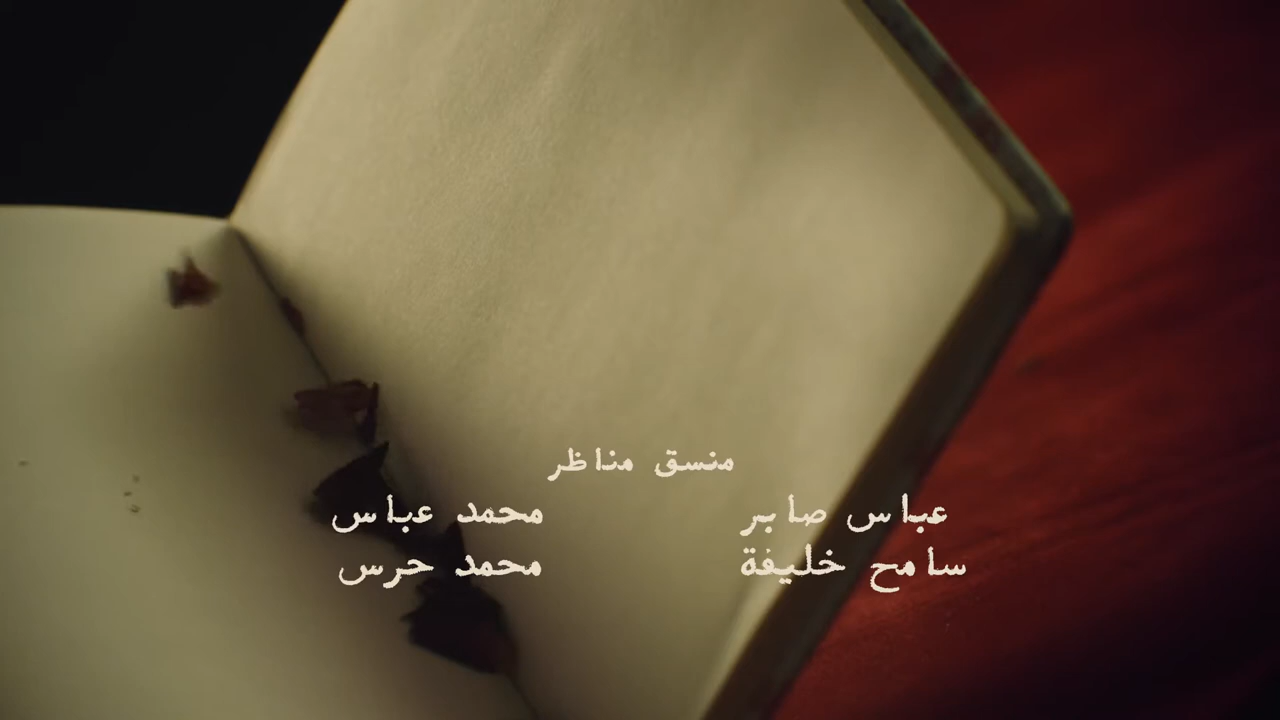 منسق مناظر
عباس صابر محمد عباس
سامح خليفة محمد حرس